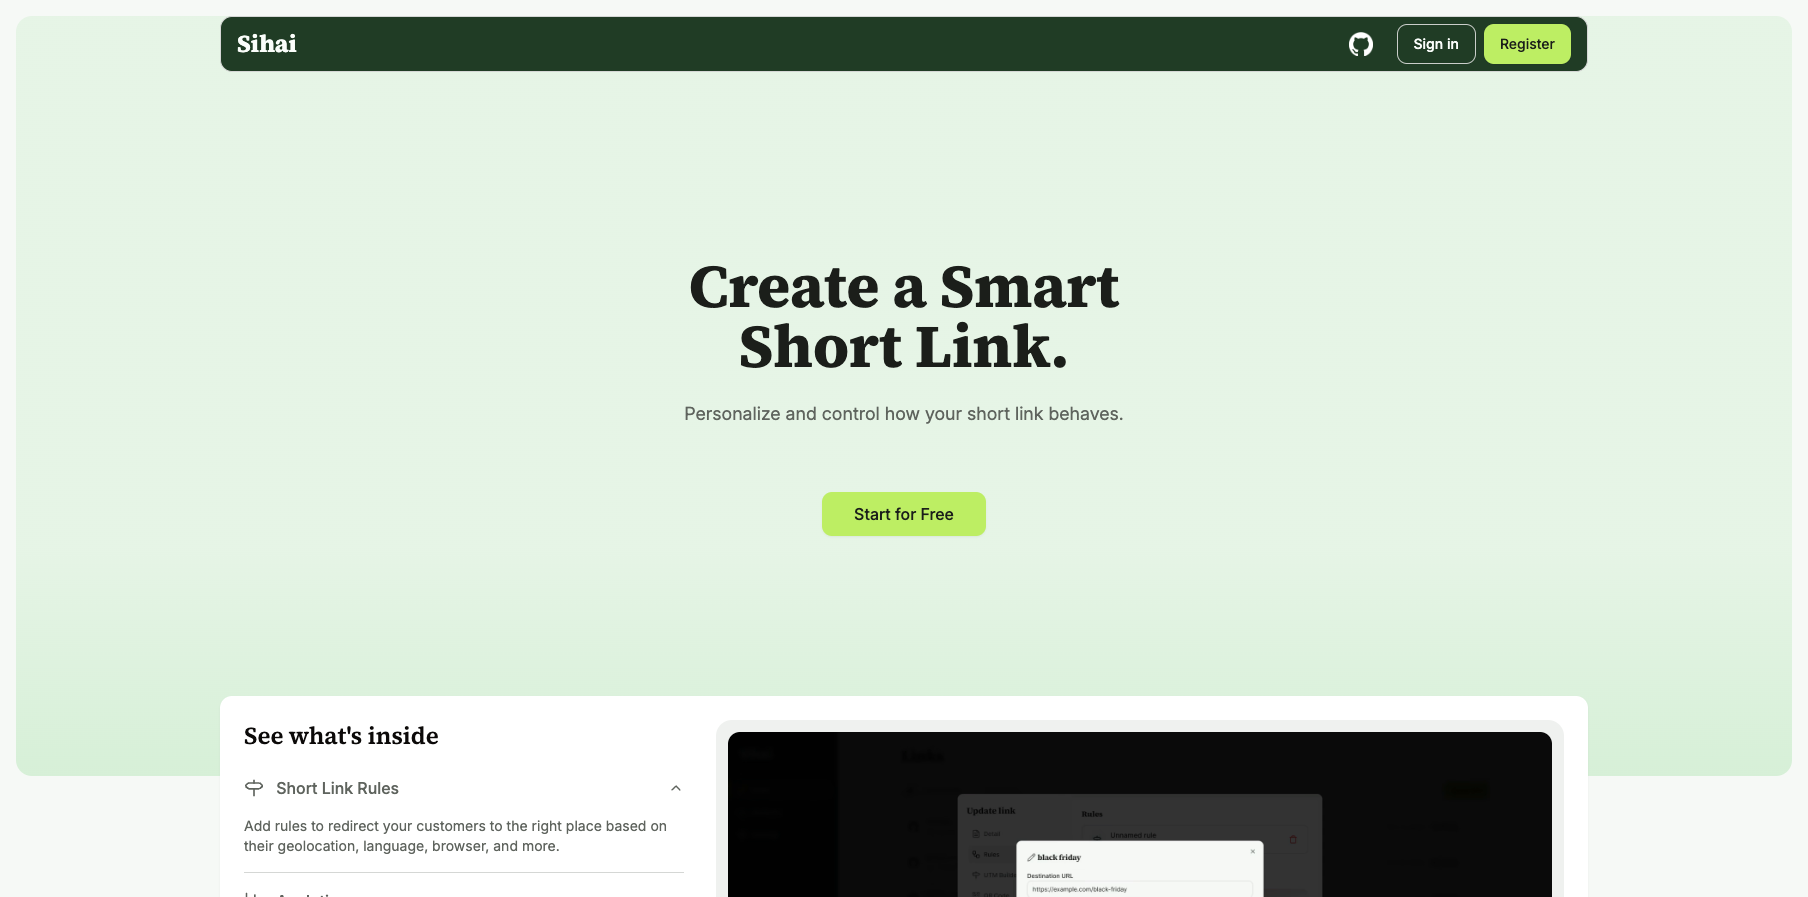 Sihai
Sign in
Register
Create a Smart
Short Link.
Personalize and control how your short link behaves.
Start for Free
See what's inside
Short Link Rules
Add rules to redirect your customers to the right place based on
their geolocation, language, browser, and more.
Update link
Detail
Rules
Rules
Unnamed rule
black friday
Destination URL
https://example.com/black-friday